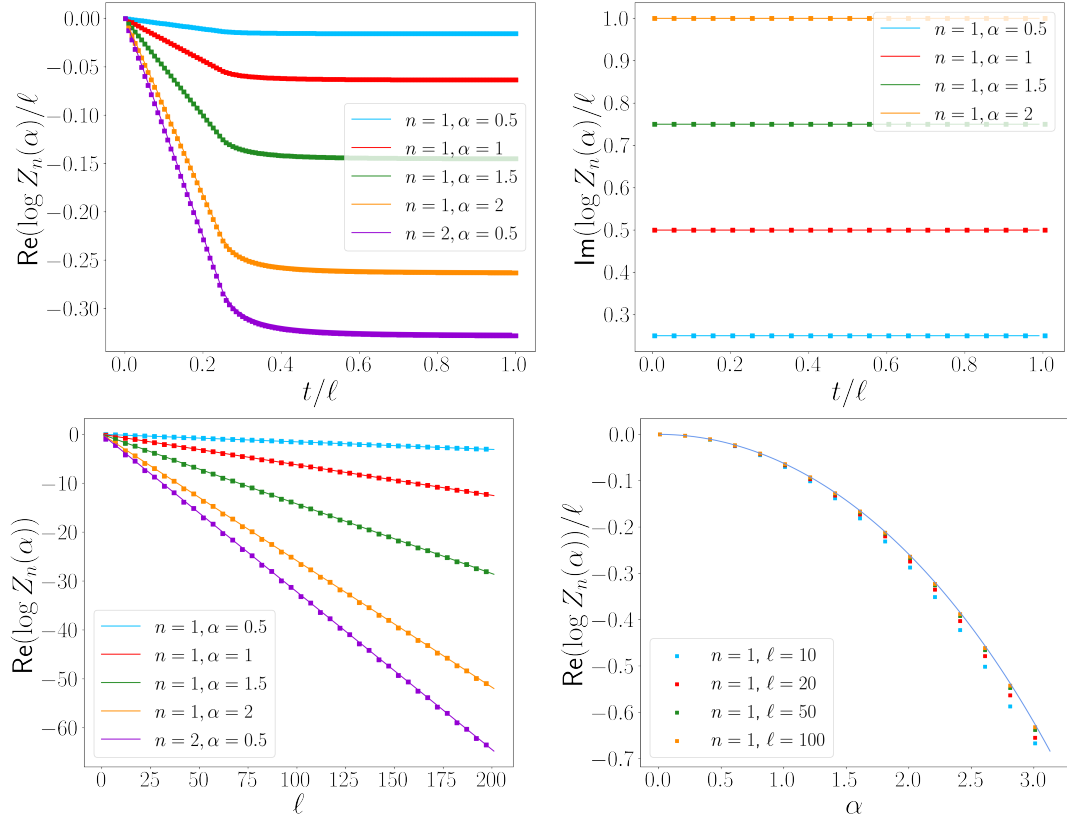 0.00
−0.05
−0.10
−0.15
−0.20
−0.25
−0.30
Re(log Z_n(α)/ℓ
n = 1, α = 0.5
n = 1, α = 1
n = 1, α = 1.5
n = 1, α = 2
n = 2, α = 0.5
0.0 0.2 0.4 0.6 0.8 1.0
t/ℓ
1.0
0.9
0.8
0.7
0.6
0.5
0.4
0.3
Im(log Z_n(α)/ℓ
n = 1, α = 0.5
n = 1, α = 1
n = 1, α = 1.5
n = 1, α = 2
0.0 0.2 0.4 0.6 0.8 1.0
t/ℓ
0
−10
−20
−30
−40
−50
−60
Re(log Z_n(α))
n = 1, α = 0.5
n = 1, α = 1
n = 1, α = 1.5
n = 1, α = 2
n = 2, α = 0.5
0 25 50 75 100 125 150 175 200
ℓ
0.0
−0.1
−0.2
−0.3
−0.4
−0.5
−0.6
−0.7
Re(log Z_n(α))/ℓ
n = 1, ℓ = 10
n = 1, ℓ = 20
n = 1, ℓ = 50
n = 1, ℓ = 100
0.0 0.5 1.0 1.5 2.0 2.5 3.0
α